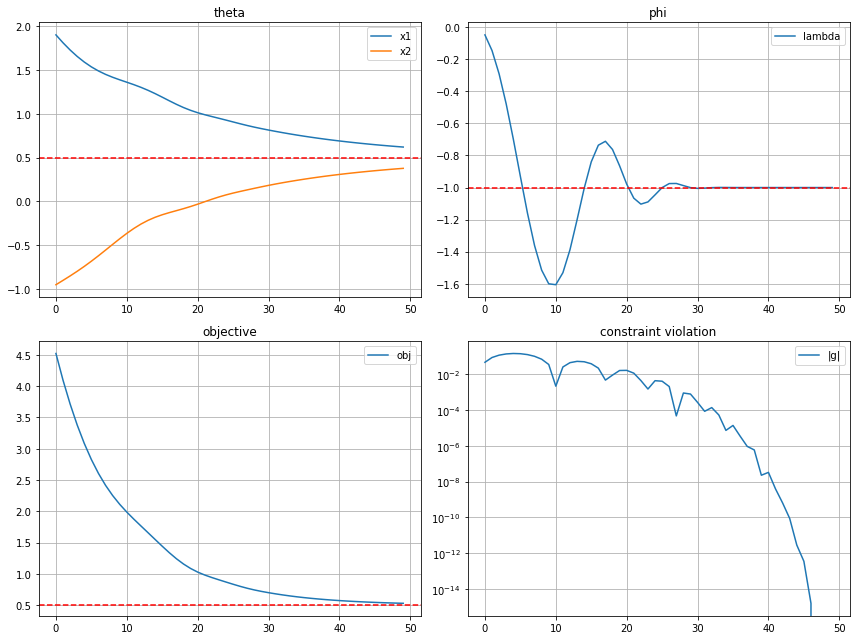 theta
2.0
1.5
1.0
0.5
0.0
−0.5
−1.0
0 10 20 30 40 50
x1
x2
phi
0.0
−0.2
−0.4
−0.6
−0.8
−1.0
−1.2
−1.4
−1.6
0 10 20 30 40 50
lambda
objective
4.5
4.0
3.5
3.0
2.5
2.0
1.5
1.0
0.5
0 10 20 30 40 50
obj
constraint violation
10⁻²
10⁻⁴
10⁻⁶
10⁻⁸
10⁻¹⁰
10⁻¹²
10⁻¹⁴
0 10 20 30 40 50
|g|